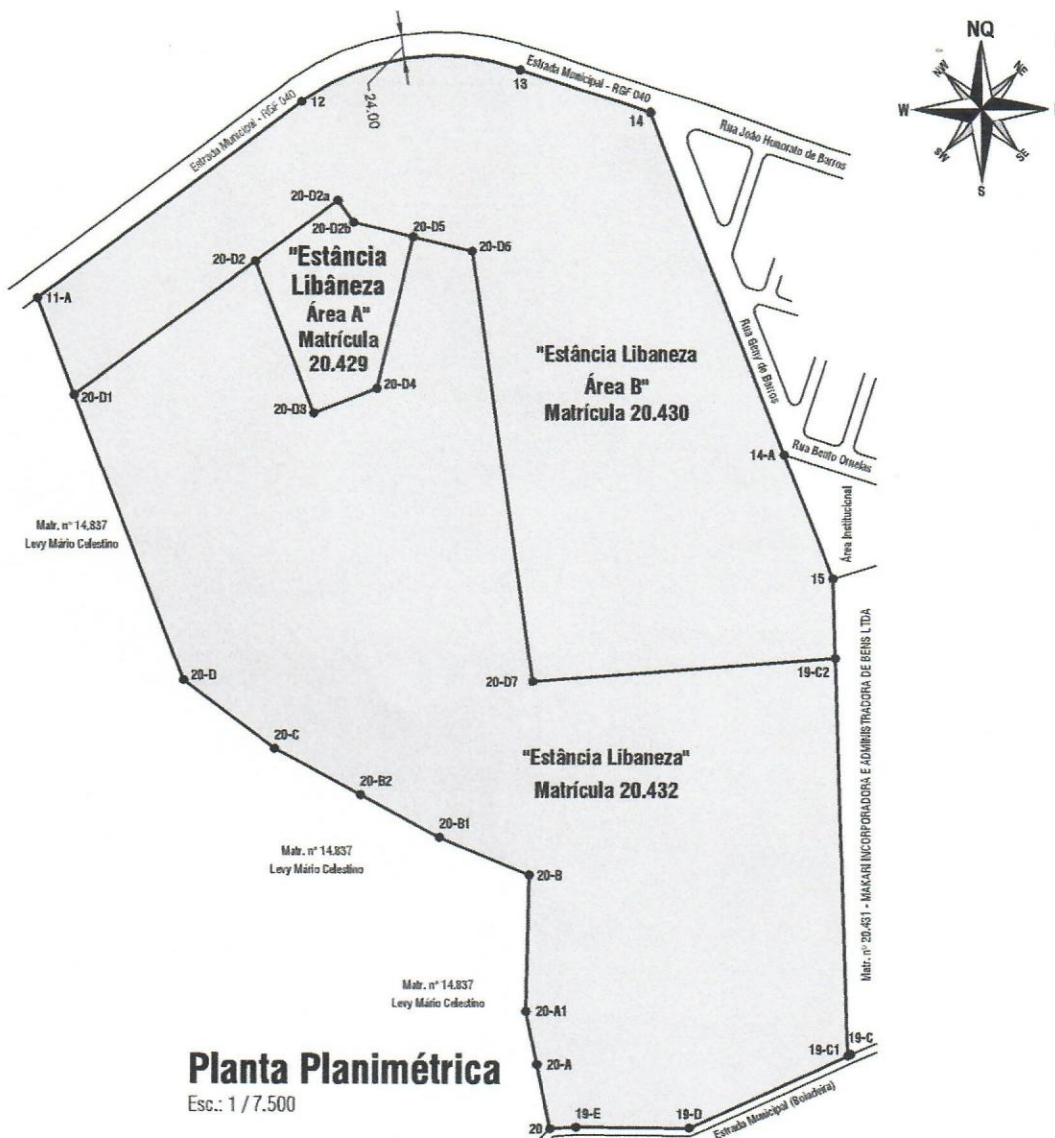 NQ
NW
NE
W
SW
SE
S
Estrada Municipal - RGF 040
24.00
12
13
Estrada Municipal - RGF 040
14
Rua João Honorato de Barros
20-D2a
20-D2b
20-D5
20-D6
20-D2
"Estância
Libâneza
Área A"
Matrícula
20.429
11-A
20-D1
20-D3
20-D4
"Estância Libaneza
Área B"
Matrícula 20.430
Rua Geny de Barros
14-A
Rua Bento Ornelas
Matr. nº 14.837
Levy Mário Celestino
Área Institucional
15
20-D
20-D7
19-C2
20-C
"Estância Libaneza"
Matrícula 20.432
20-B2
20-B1
Matr. nº 14.837
Levy Mário Celestino
20-B
Matr. nº 20.431 - MAKARI INCORPORADORA E ADMINISTRADORA DE BENS LTDA
Matr. nº 14.837
Levy Mário Celestino
20-A1
19-C1
19-C
20-A
Planta Planimétrica
Esc.: 1 / 7.500
20
19-E
19-D
Estrada Municipal (Boiadeira)